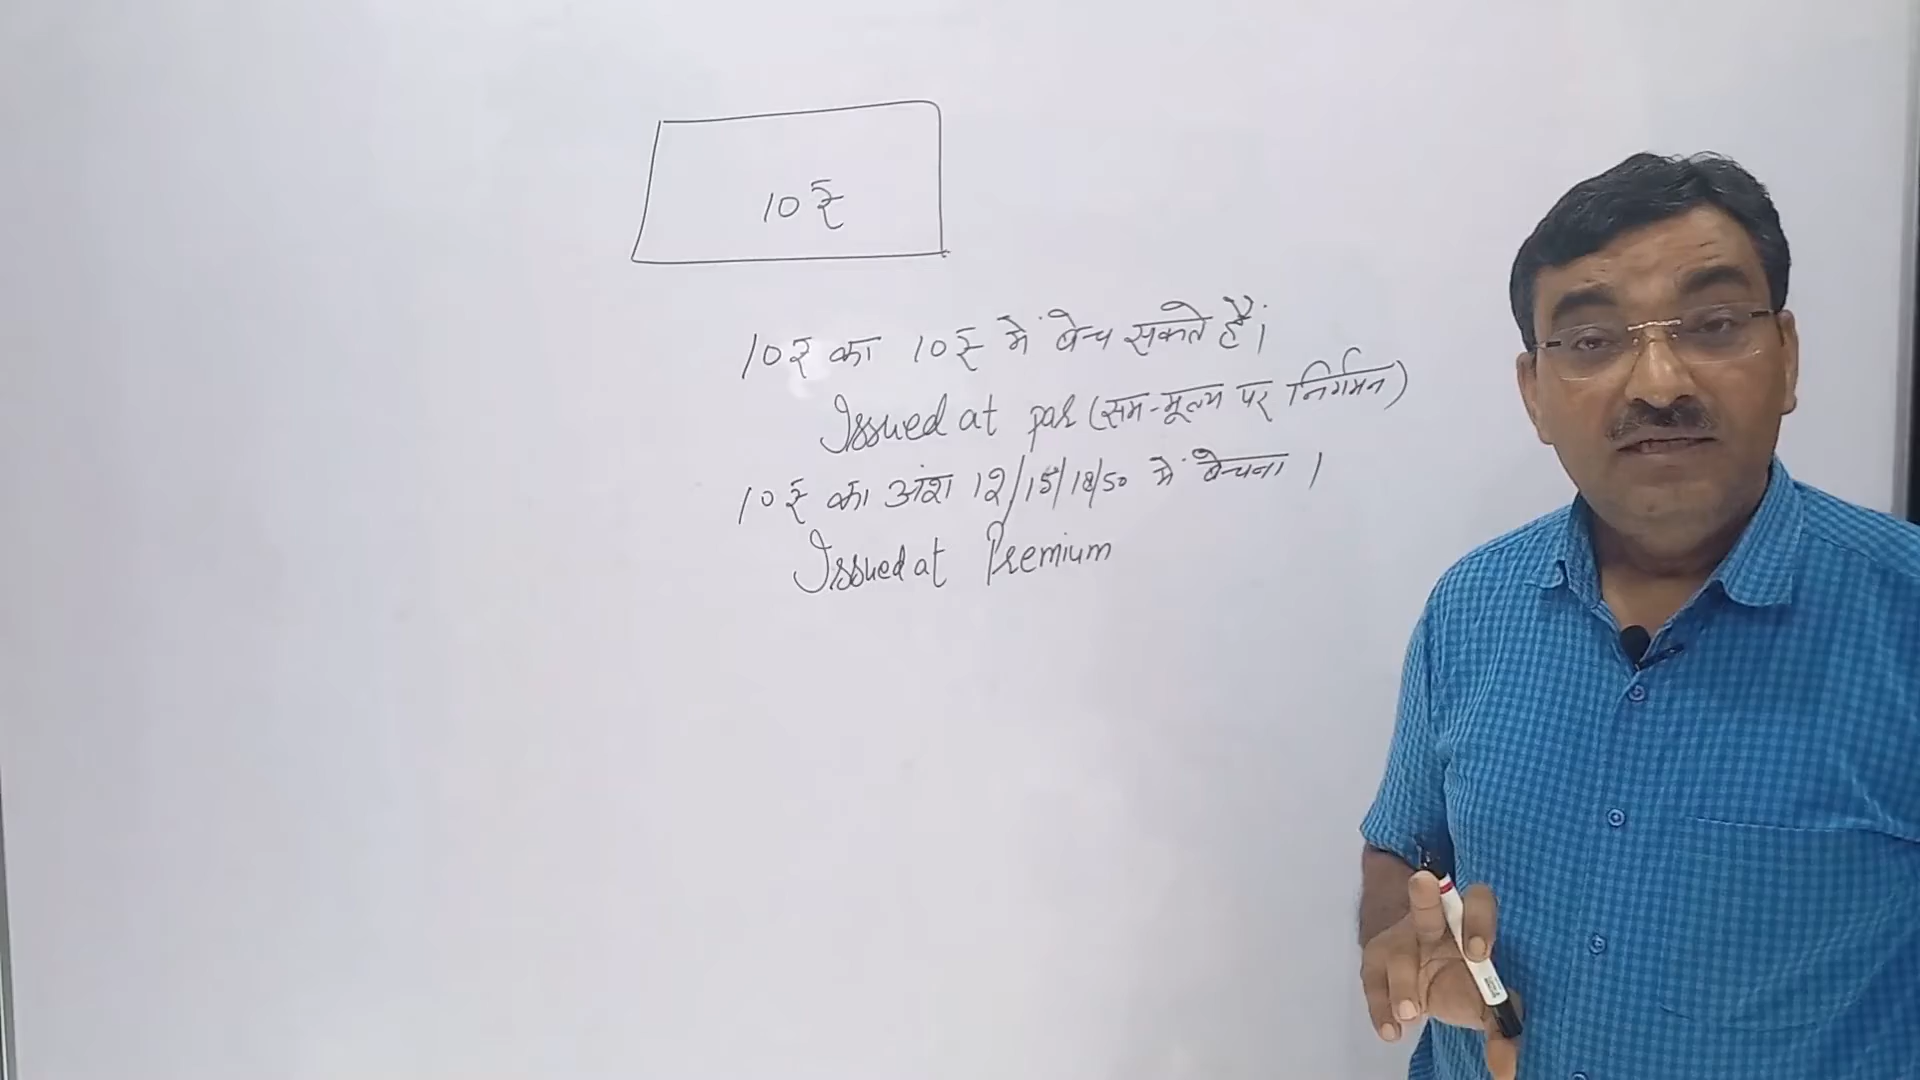 10 ₹
10₹ का 10₹ में बेच सकते हैं।
Issued at par (सम-मूल्य पर निर्गमन)
10₹ का अंश 12/15/18/50 में बेचना।
Issued at Premium